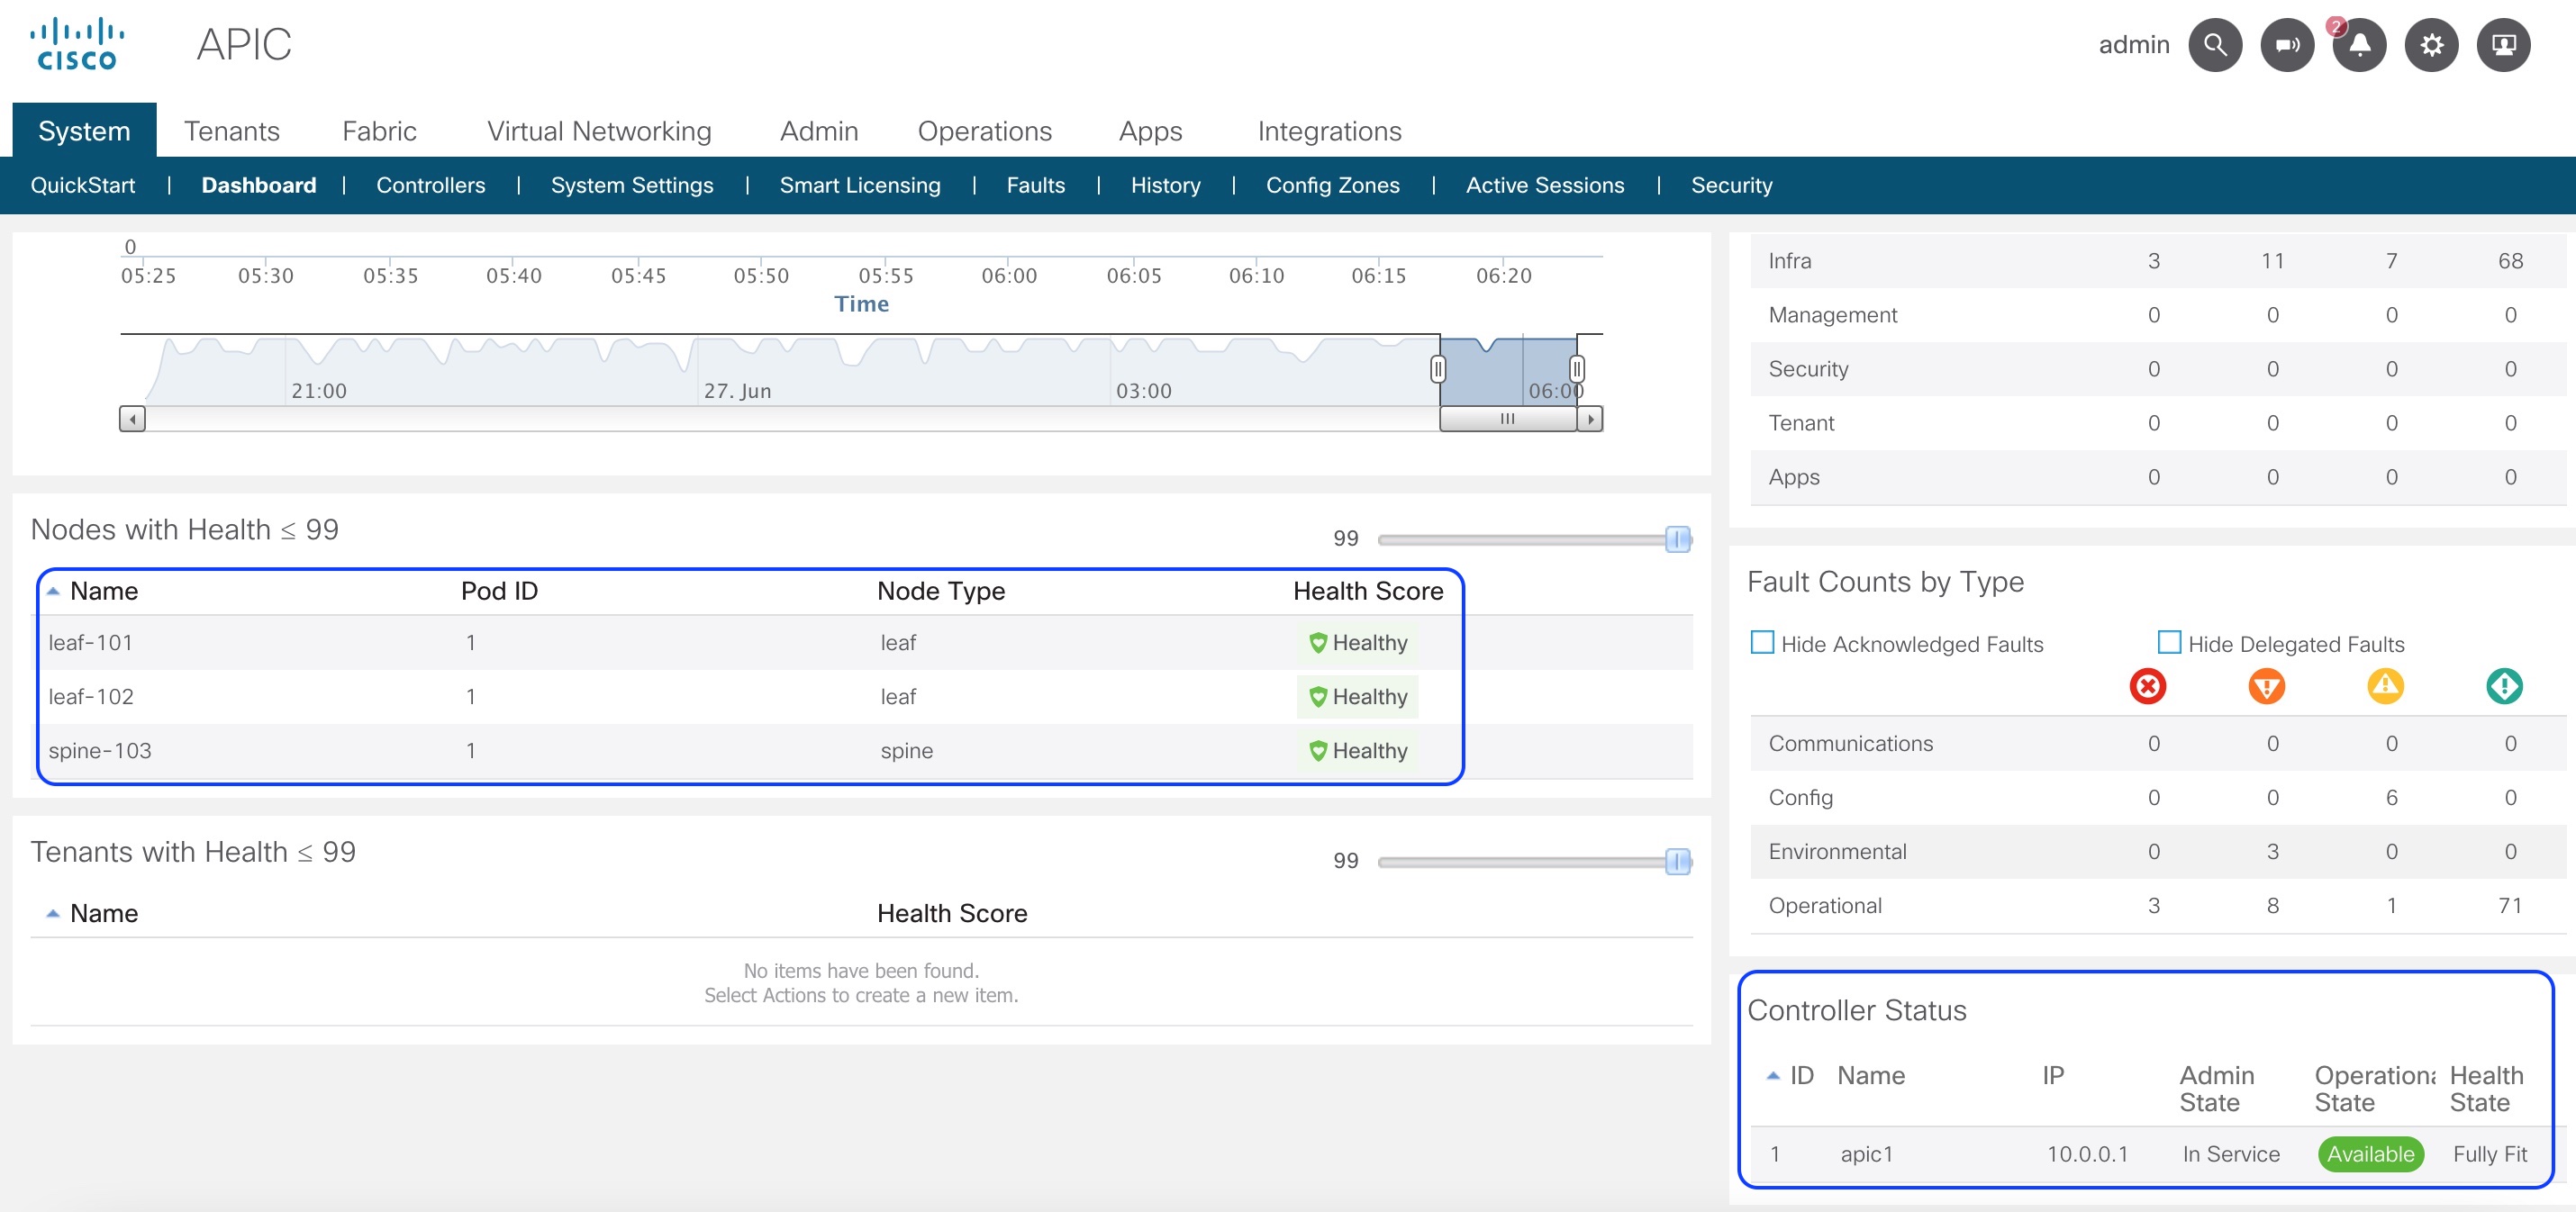 CISCO APIC admin 2
System Tenants Fabric Virtual Networking Admin Operations Apps Integrations
QuickStart | Dashboard | Controllers | System Settings | Smart Licensing | Faults | History | Config Zones | Active Sessions | Security
0
05:25 05:30 05:35 05:40 05:45 05:50 05:55 06:00 06:05 06:10 06:15 06:20
Time
21:00 27. Jun 03:00 06:00
Nodes with Health ≤ 99
99
Name Pod ID Node Type Health Score
leaf-101 1 leaf Healthy
leaf-102 1 leaf Healthy
spine-103 1 spine Healthy
Tenants with Health ≤ 99
99
Name Health Score
No items have been found.
Select Actions to create a new item.
Infra 3 11 7 68
Management 0 0 0 0
Security 0 0 0 0
Tenant 0 0 0 0
Apps 0 0 0 0
Fault Counts by Type
Hide Acknowledged Faults Hide Delegated Faults
Communications 0 0 0 0
Config 0 0 6 0
Environmental 0 3 0 0
Operational 3 8 1 71
Controller Status
ID Name IP Admin Operationa Health
State State State
1 apic1 10.0.0.1 In Service Available Fully Fit